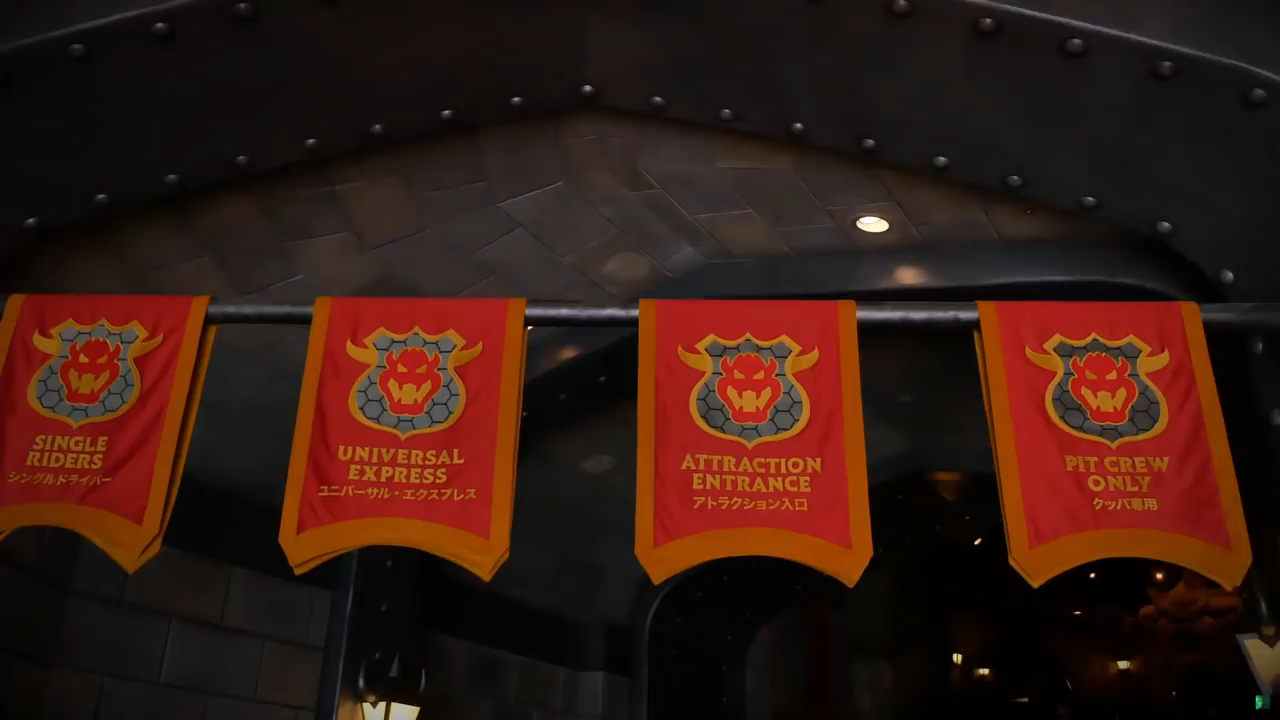 SINGLE
RIDERS
シングルドライバー
UNIVERSAL
EXPRESS
ユニバーサル・エクスプレス
ATTRACTION
ENTRANCE
アトラクション入口
PIT CREW
ONLY
クッパ専用